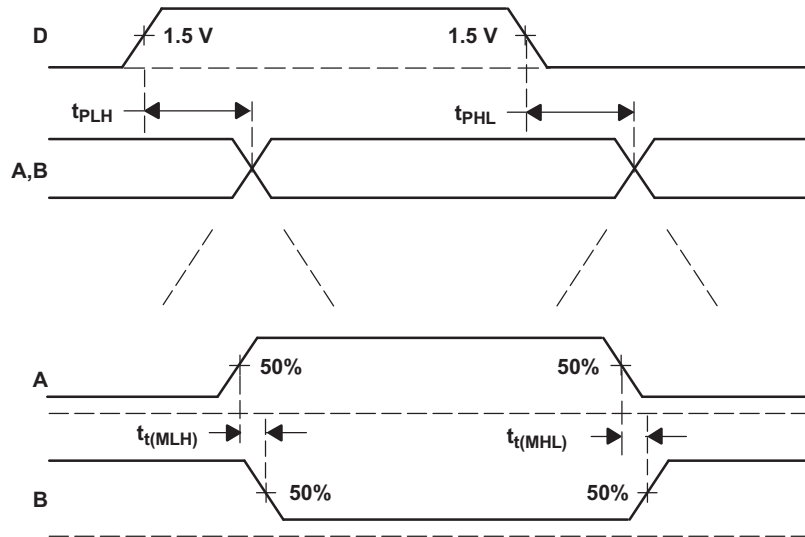 D 1.5 V 1.5 V
tPLH tPHL
A,B
A 50% 50%
tt(MLH) tt(MHL)
B 50% 50%